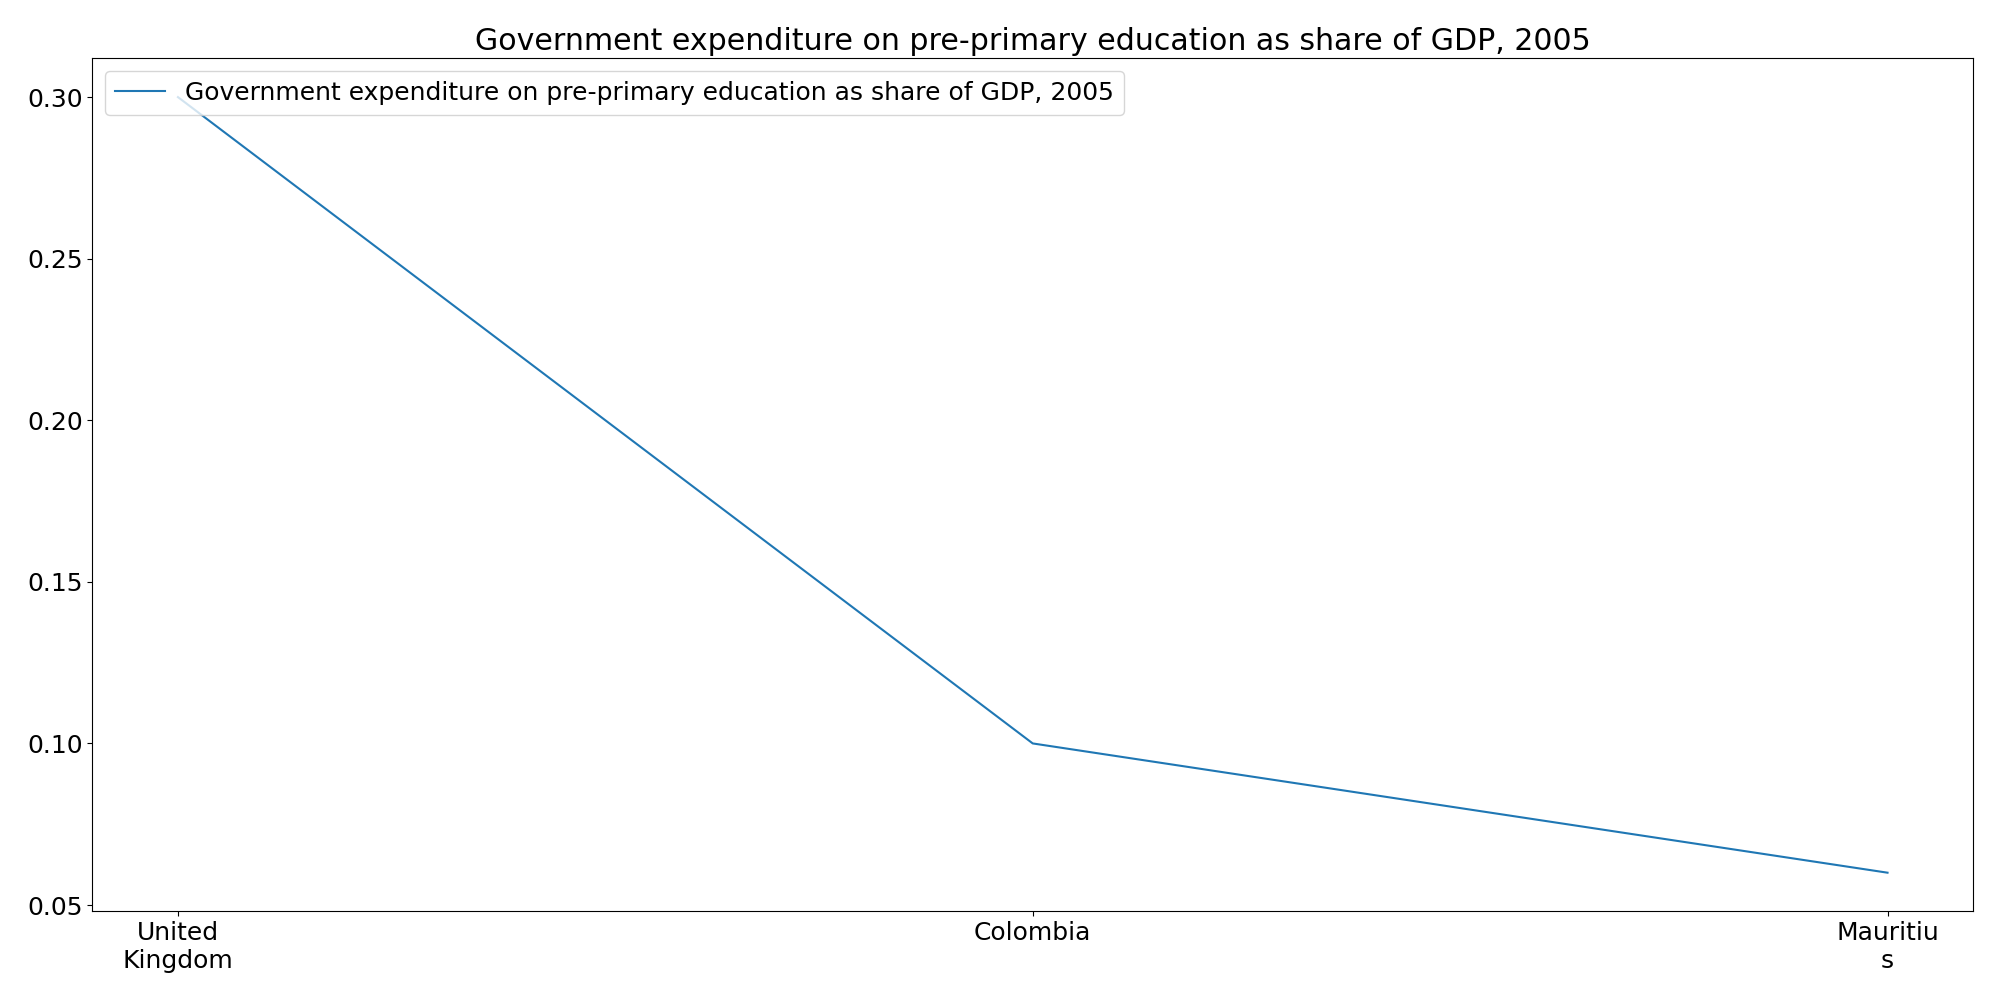 Government expenditure on pre-primary education as share of GDP, 2005
Government expenditure on pre-primary education as share of GDP, 2005
0.30
0.25
0.20
0.15
0.10
0.05
United
Kingdom
Colombia
Mauritiu
s